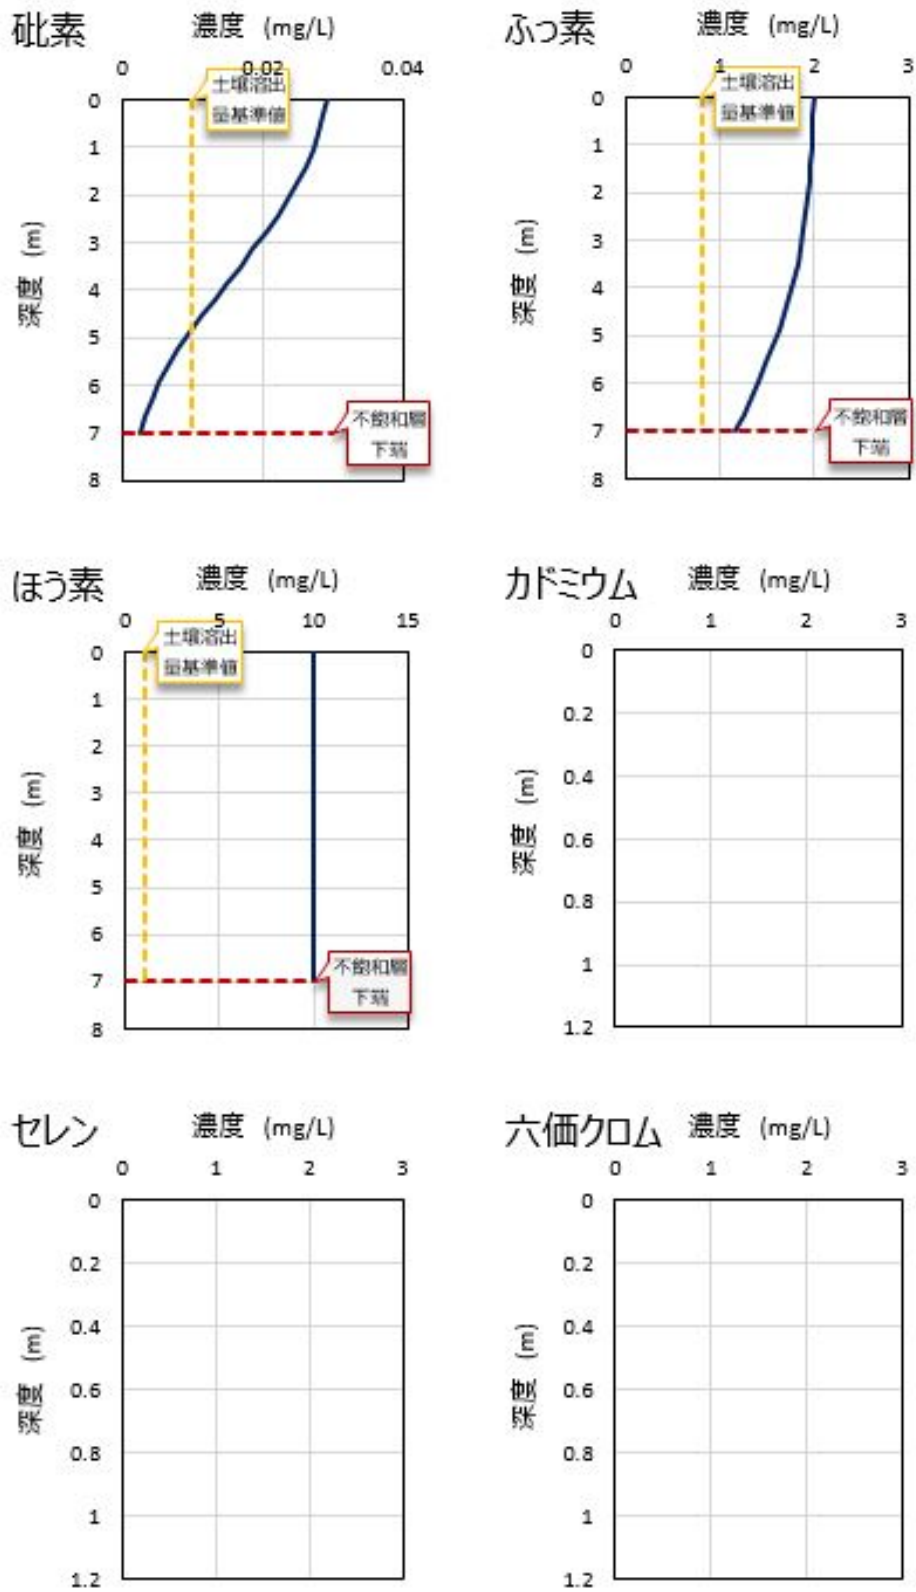 砒素
濃度 (mg/L)
0 0.02 0.04
土壌溶出
量基準値
深度 (m)
0
1
2
3
4
5
6
7
8
不飽和層
下端
ふっ素
濃度 (mg/L)
0 1 2 3
土壌溶出
量基準値
深度 (m)
0
1
2
3
4
5
6
7
8
不飽和層
下端
ほう素
濃度 (mg/L)
0 5 10 15
土壌溶出
量基準値
深度 (m)
0
1
2
3
4
5
6
7
8
不飽和層
下端
カドミウム
濃度 (mg/L)
0 1 2 3
深度 (m)
0
0.2
0.4
0.6
0.8
1
1.2
セレン
濃度 (mg/L)
0 1 2 3
深度 (m)
0
0.2
0.4
0.6
0.8
1
1.2
六価クロム
濃度 (mg/L)
0 1 2 3
深度 (m)
0
0.2
0.4
0.6
0.8
1
1.2